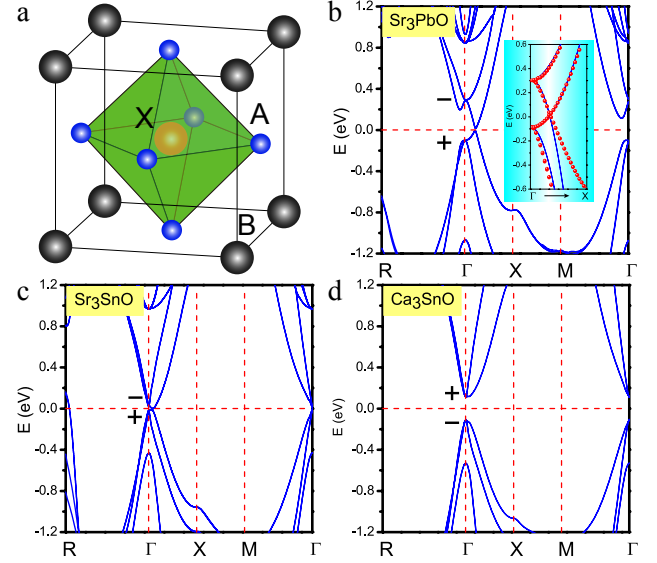 a
X
A
B
b
Sr₃PbO
E (eV)
1.2
0.8
0.4
0.0
-0.4
-0.8
-1.2
−
+
R
Γ
X
M
Γ
E (eV)
0.6
0.4
0.2
0.0
-0.2
-0.4
-0.6
Γ → X
c
Sr₃SnO
E (eV)
1.2
0.8
0.4
0.0
-0.4
-0.8
-1.2
−
+
R
Γ
X
M
Γ
d
Ca₃SnO
E (eV)
1.2
0.8
0.4
0.0
-0.4
-0.8
-1.2
+
−
R
Γ
X
M
Γ